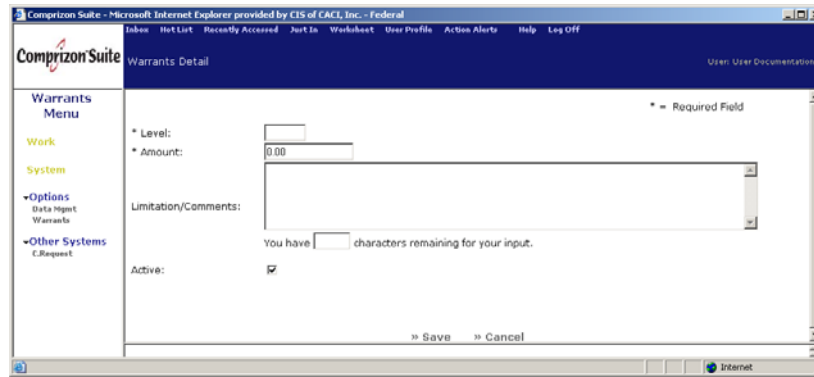 Comprizon Suite - Microsoft Internet Explorer provided by CIS of CACI, Inc. - Federal
Inbox Hot List Recently Accessed Just In Worksheet User Profile Action Alerts Help Log Off
Comprizon Suite
Warrants Detail
User: User Documentation
Warrants
Menu
Work
System
Options
Data Mgmt
Warrants
Other Systems
C.Request
* = Required Field
* Level:
* Amount: 0.00
Limitation/Comments:
You have characters remaining for your input.
Active:
» Save » Cancel
Internet